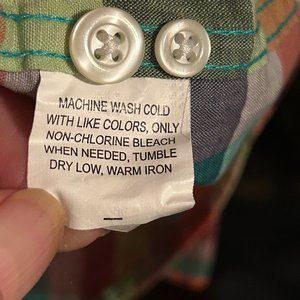 MACHINE WASH COLD
WITH LIKE COLORS, ONLY
NON-CHLORINE BLEACH
WHEN NEEDED, TUMBLE
DRY LOW, WARM IRON